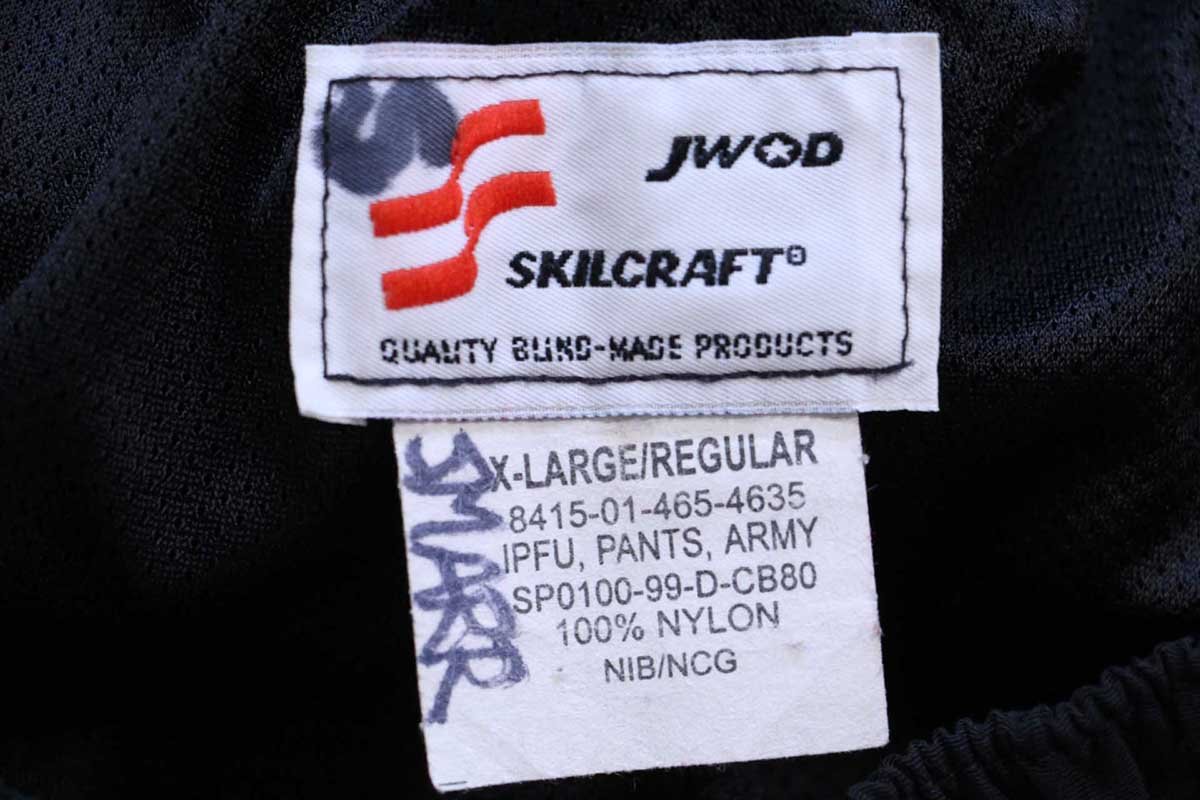 JWOD
SKILCRAFT®
QUALITY BLIND-MADE PRODUCTS
X-LARGE/REGULAR
8415-01-465-4635
IPFU, PANTS, ARMY
SP0100-99-D-CB80
100% NYLON
NIB/NCG
S
SMARR